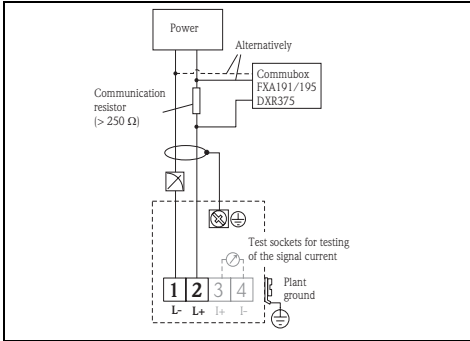 Power
Alternatively
Commubox
FXA191/195
DXR375
Communication
resistor
(> 250 Ω)
Test sockets for testing
of the signal current
1 2 3 4
L- L+ I+ I-
Plant
ground